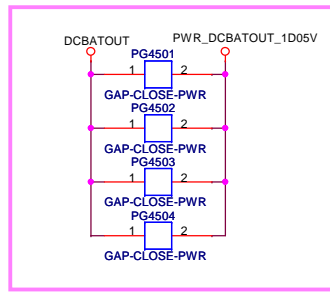 DCBATOUT PWR_DCBATOUT_1D05V
PG4501
1 2
GAP-CLOSE-PWR
PG4502
1 2
GAP-CLOSE-PWR
PG4503
1 2
GAP-CLOSE-PWR
PG4504
1 2
GAP-CLOSE-PWR